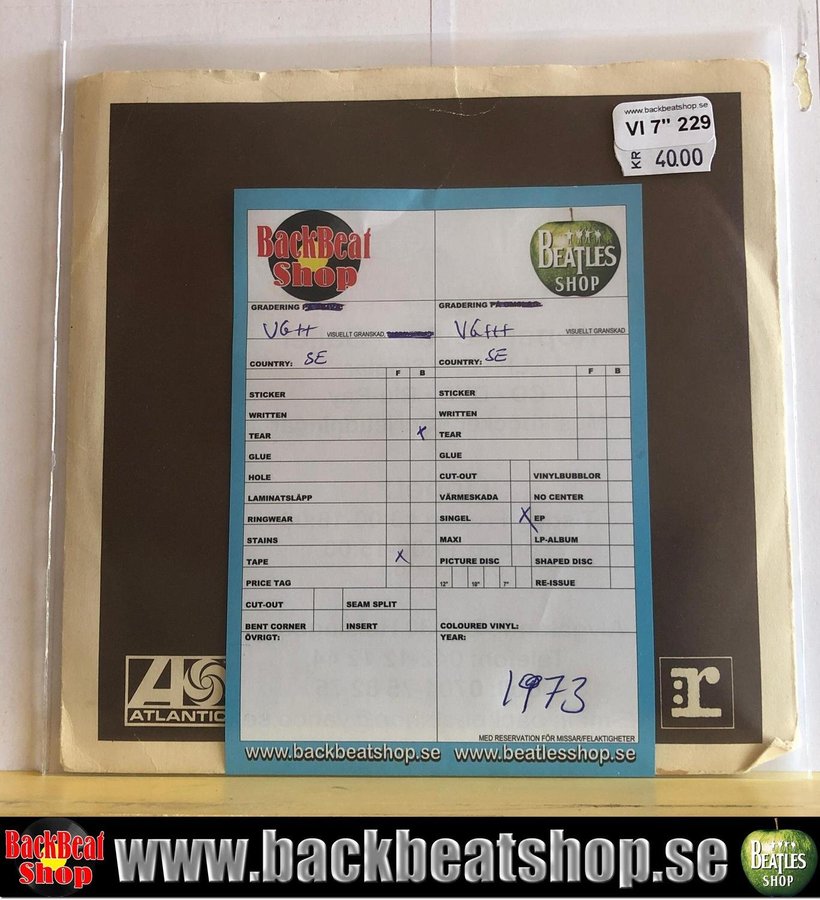 www.backbeatshop.se
VI 7" 229
KR 40.00
BackBeat
Shop
BEATLES
SHOP
GRADERING
GRADERING
VG++ VISUELLT GRANSKAD,
VG+++ VISUELLT GRANSKAD
COUNTRY: SE
COUNTRY: SE
F B
F B
STICKER
STICKER
WRITTEN
WRITTEN
TEAR X
TEAR
GLUE
GLUE
HOLE
CUT-OUT VINYLBUBBLOR
LAMINATSLÄPP
VÄRMESKADA NO CENTER
RINGWEAR
SINGEL X EP
STAINS
MAXI LP-ALBUM
TAPE X
PICTURE DISC SHAPED DISC
PRICE TAG
12" 10" 7" RE-ISSUE
CUT-OUT SEAM SPLIT
BENT CORNER INSERT
COLOURED VINYL:
ÖVRIGT:
YEAR:
1973
MED RESERVATION FÖR MISSAR/FELAKTIGHETER
www.backbeatshop.se www.beatlesshop.se
ATLANTIC
:r
BackBeat
Shop
www.backbeatshop.se
BEATLES
SHOP